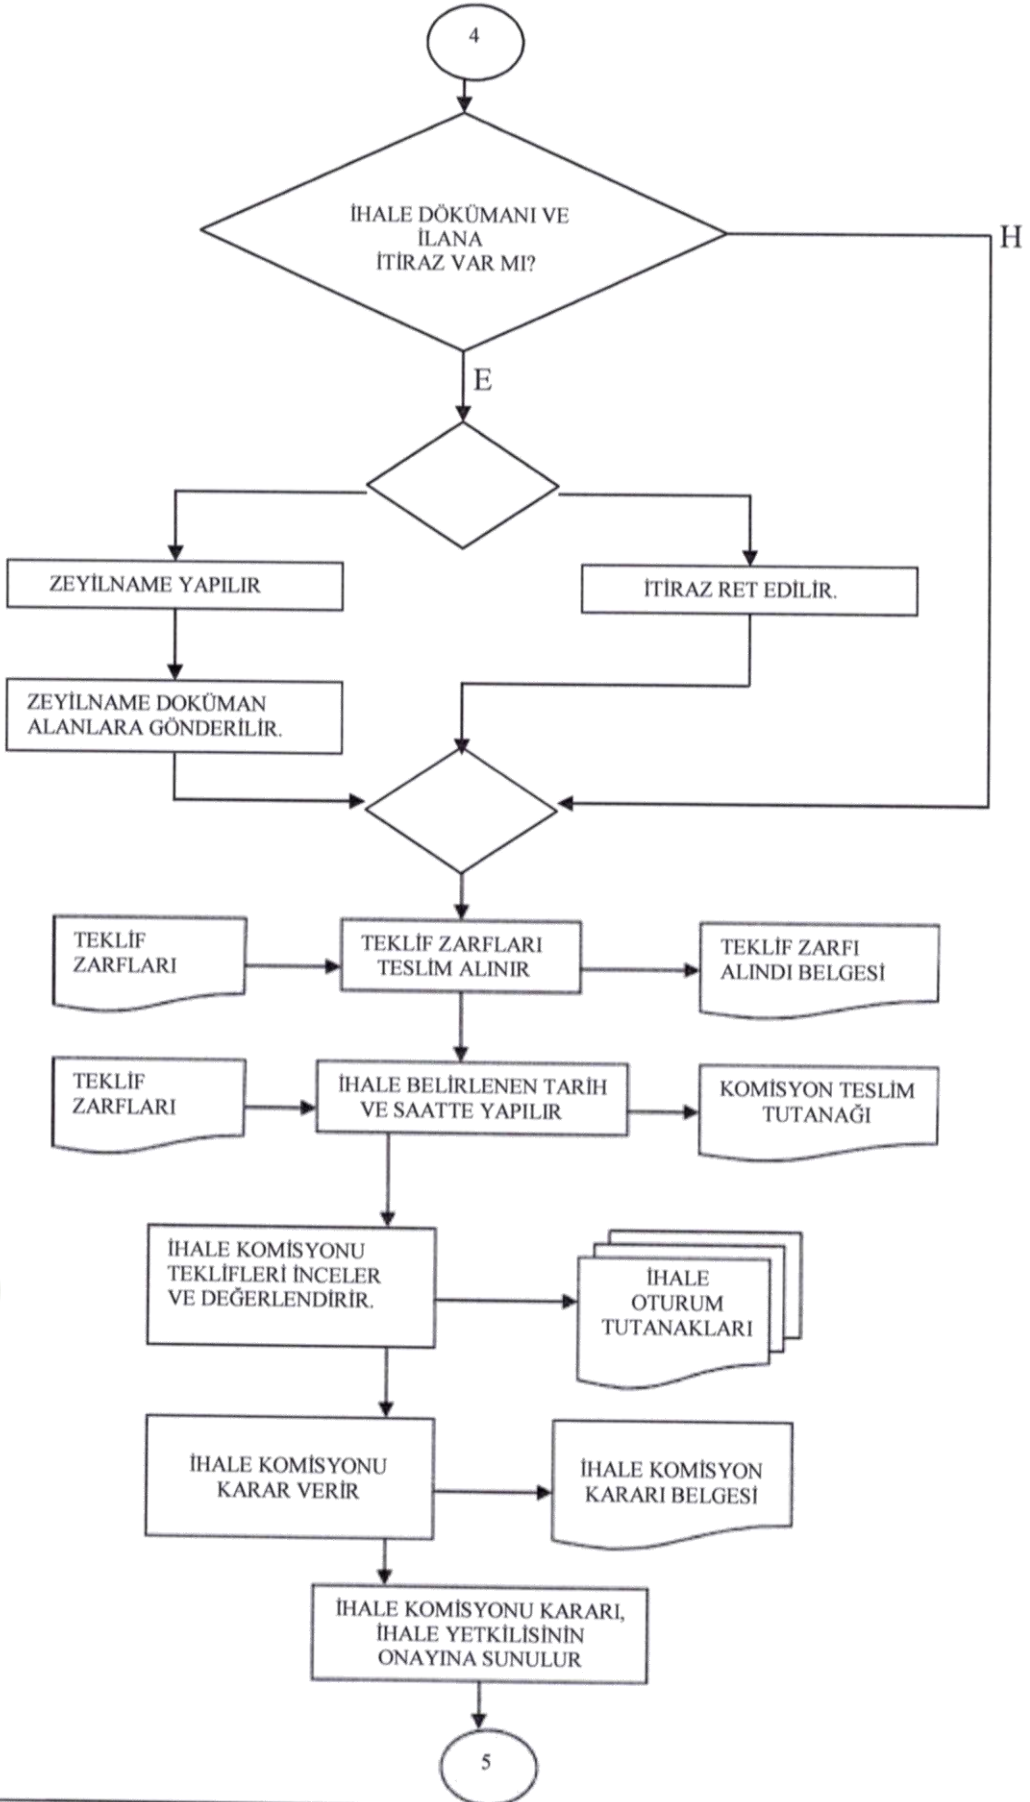 4
İHALE DÖKÜMANI VE
İLANA
İTİRAZ VAR MI?
H
E
ZEYİLNAME YAPILIR
İTİRAZ RET EDİLİR.
ZEYİLNAME DOKÜMAN
ALANLARA GÖNDERİLİR.
TEKLİF
ZARFLARI
TEKLİF ZARFLARI
TESLİM ALINIR
TEKLİF ZARFI
ALINDI BELGESİ
TEKLİF
ZARFLARI
İHALE BELİRLENEN TARİH
VE SAATTE YAPILIR
KOMİSYON TESLİM
TUTANAĞI
İHALE KOMİSYONU
TEKLİFLERİ İNCELER
VE DEĞERLENDİRİR.
İHALE
OTURUM
TUTANAKLARI
İHALE KOMİSYONU
KARAR VERİR
İHALE KOMİSYON
KARARI BELGESİ
İHALE KOMİSYONU KARARI,
İHALE YETKİLİSİNİN
ONAYINA SUNULUR
5